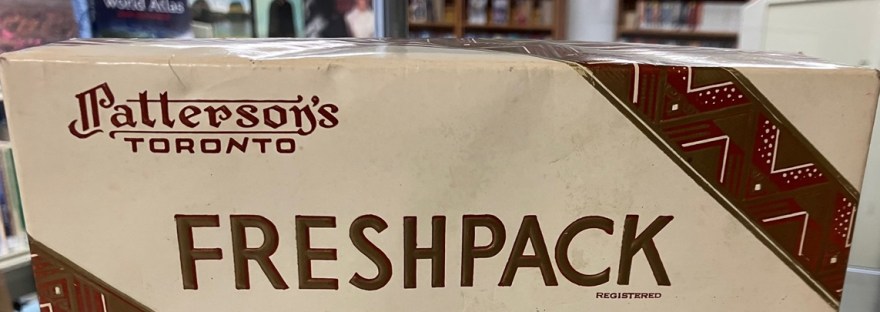 World Atlas
Patterson's
TORONTO
FRESHPACK
REGISTERED